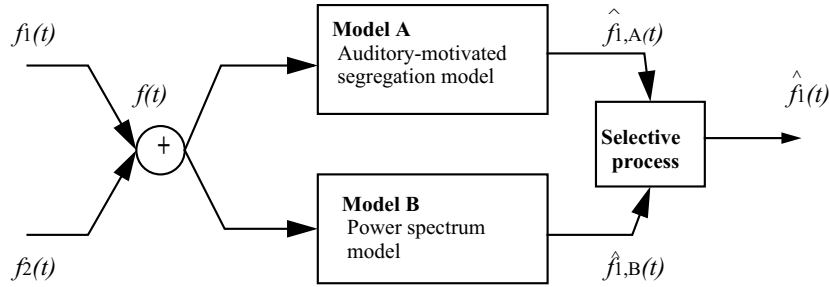 f1(t)
f(t)
+
f2(t)
Model A
Auditory-motivated
segregation model
Model B
Power spectrum
model
f̂1,A(t)
f̂1,B(t)
Selective
process
f̂1(t)